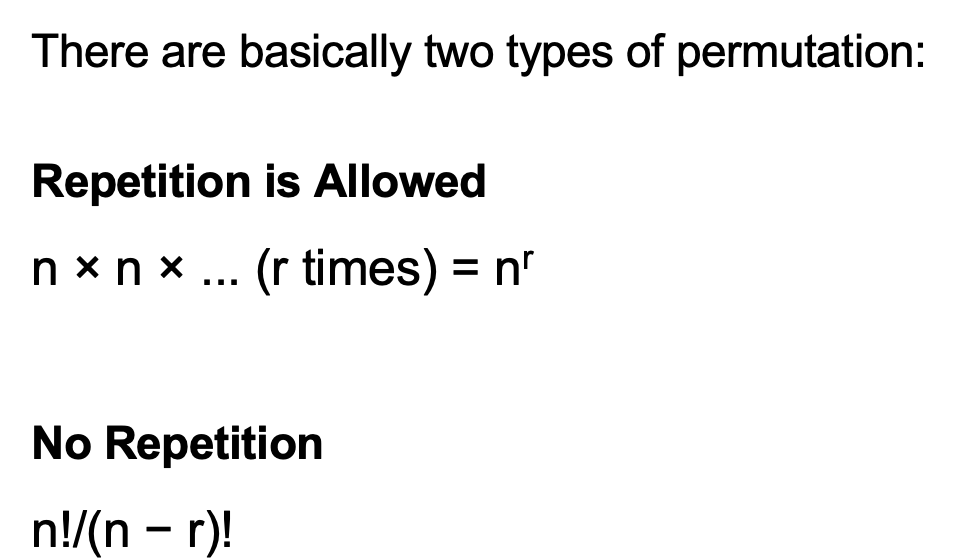 There are basically two types of permutation:
Repetition is Allowed
n × n × ... (r times) = nʳ
No Repetition
n!/(n − r)!